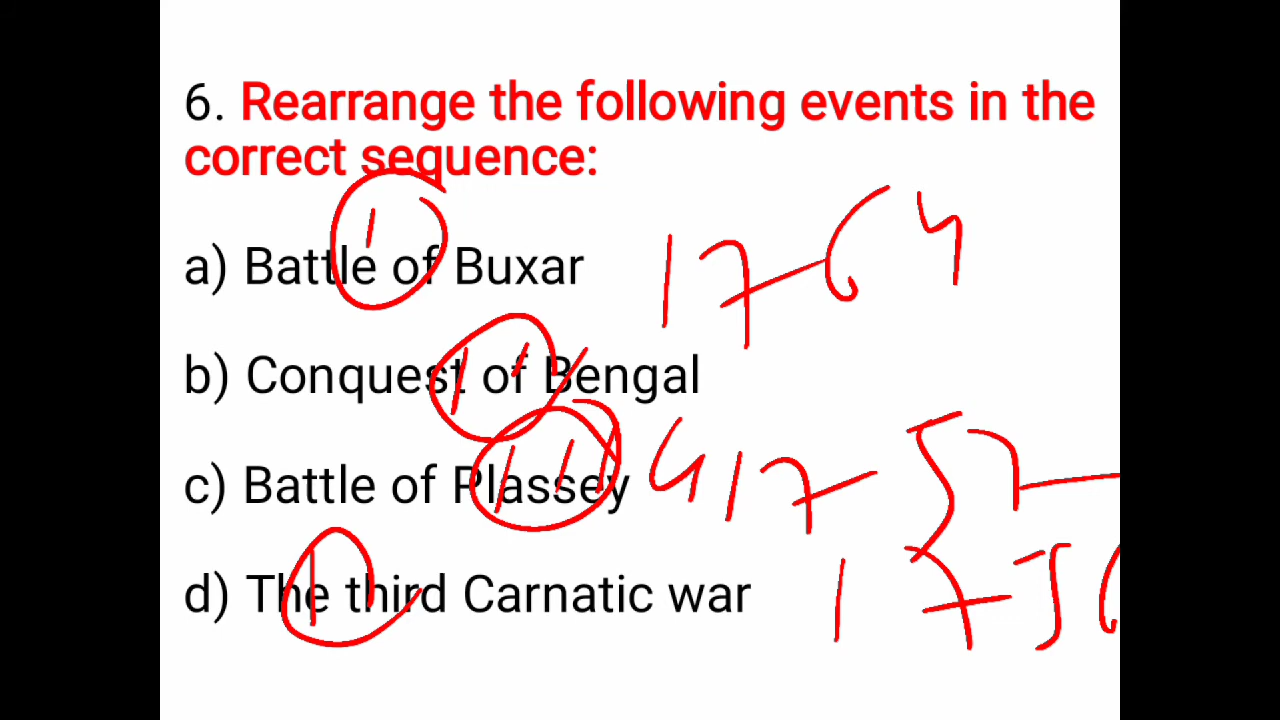 6. Rearrange the following events in the
correct sequence:
a) Battle of Buxar 1764
b) Conquest of Bengal
c) Battle of Plassey 1757
d) The third Carnatic war 175